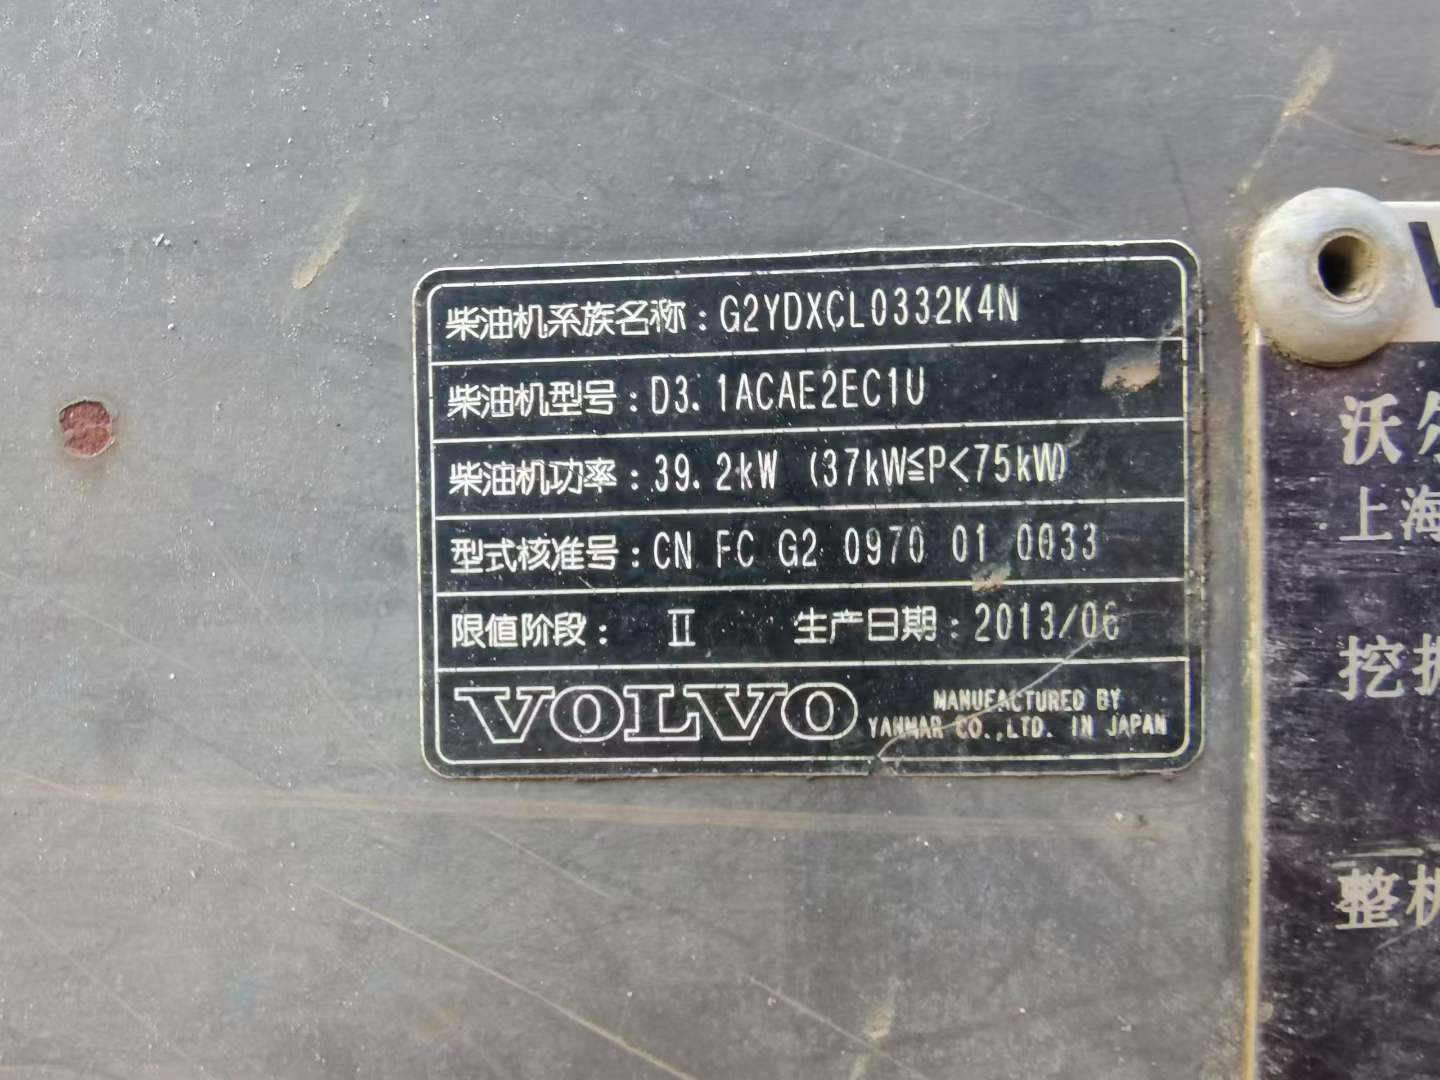 柴油机系族名称:G2YDXCL0332K4N
柴油机型号:D3.1ACAE2EC1U
柴油机功率:39.2kW (37kW≦P<75kW)
型式核准号:CN FC G2 0970 01 0033
限值阶段: Ⅱ 生产日期:2013/06
VOLVO
MANUFACTURED BY
YANMAR CO.,LTD. IN JAPAN
沃尔
上海
挖掘
整机